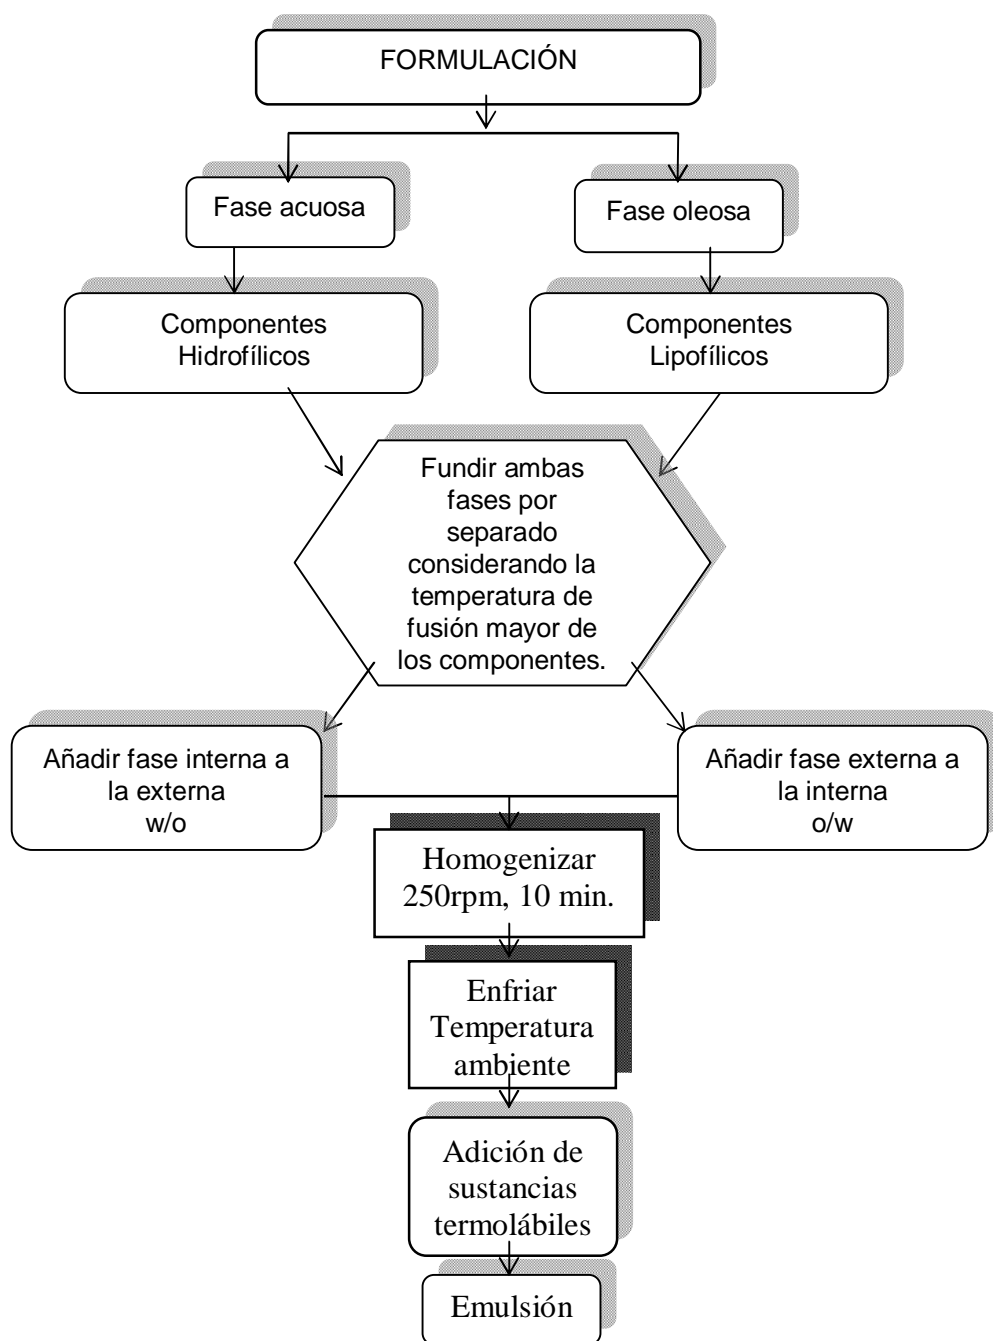 FORMULACIÓN
Fase acuosa
Fase oleosa
Componentes
Hidrofílicos
Componentes
Lipofílicos
Fundir ambas
fases por
separado
considerando la
temperatura de
fusión mayor de
los componentes.
Añadir fase interna a
la externa
w/o
Añadir fase externa a
la interna
o/w
Homogenizar
250rpm, 10 min.
Enfriar
Temperatura
ambiente
Adición de
sustancias
termolábiles
Emulsión